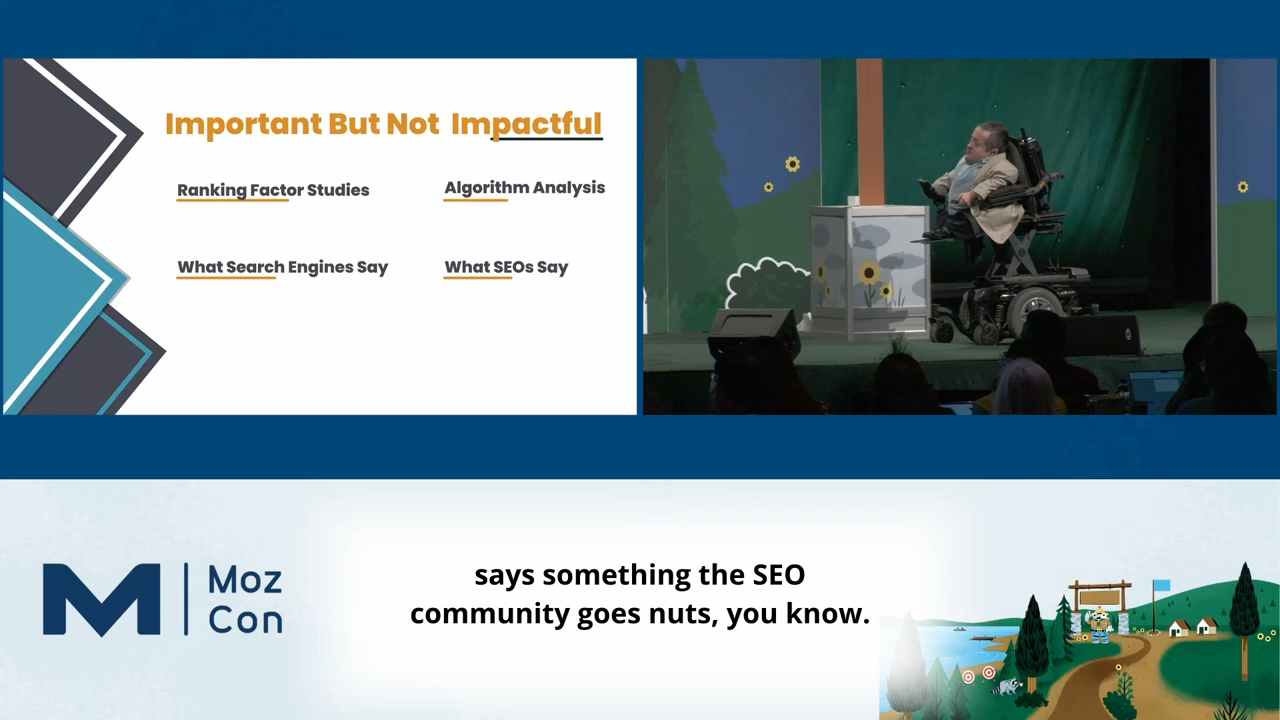 Important But Not Impactful
Ranking Factor Studies
Algorithm Analysis
What Search Engines Say
What SEOs Say
Moz
Con
says something the SEO
community goes nuts, you know.